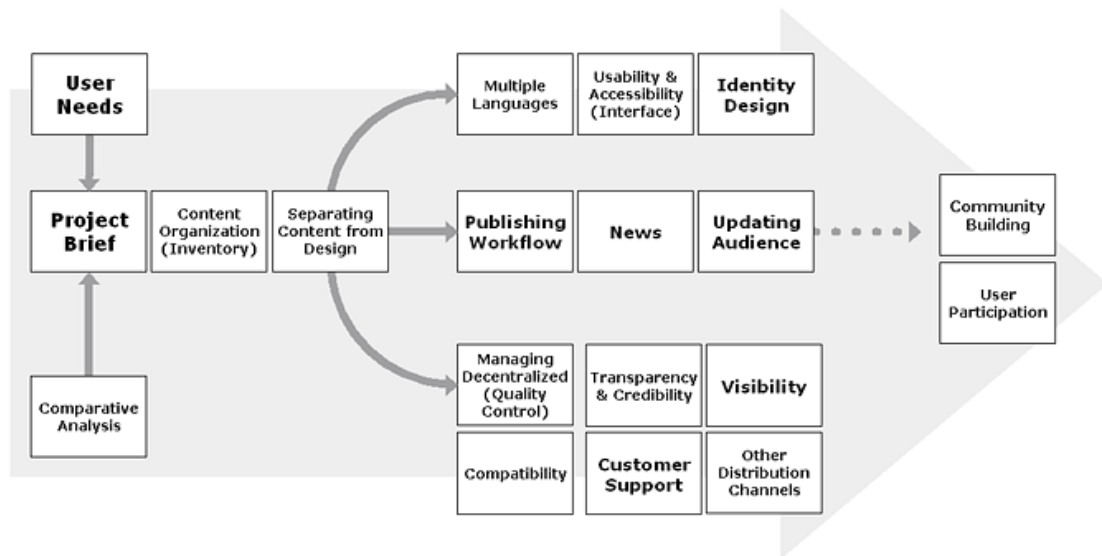 User
Needs
Project
Brief
Comparative
Analysis
Content
Organization
(Inventory)
Separating
Content from
Design
Multiple
Languages
Usability &
Accessibility
(Interface)
Identity
Design
Publishing
Workflow
News
Updating
Audience
Managing
Decentralized
(Quality
Control)
Transparency
& Credibility
Visibility
Compatibility
Customer
Support
Other
Distribution
Channels
Community
Building
User
Participation